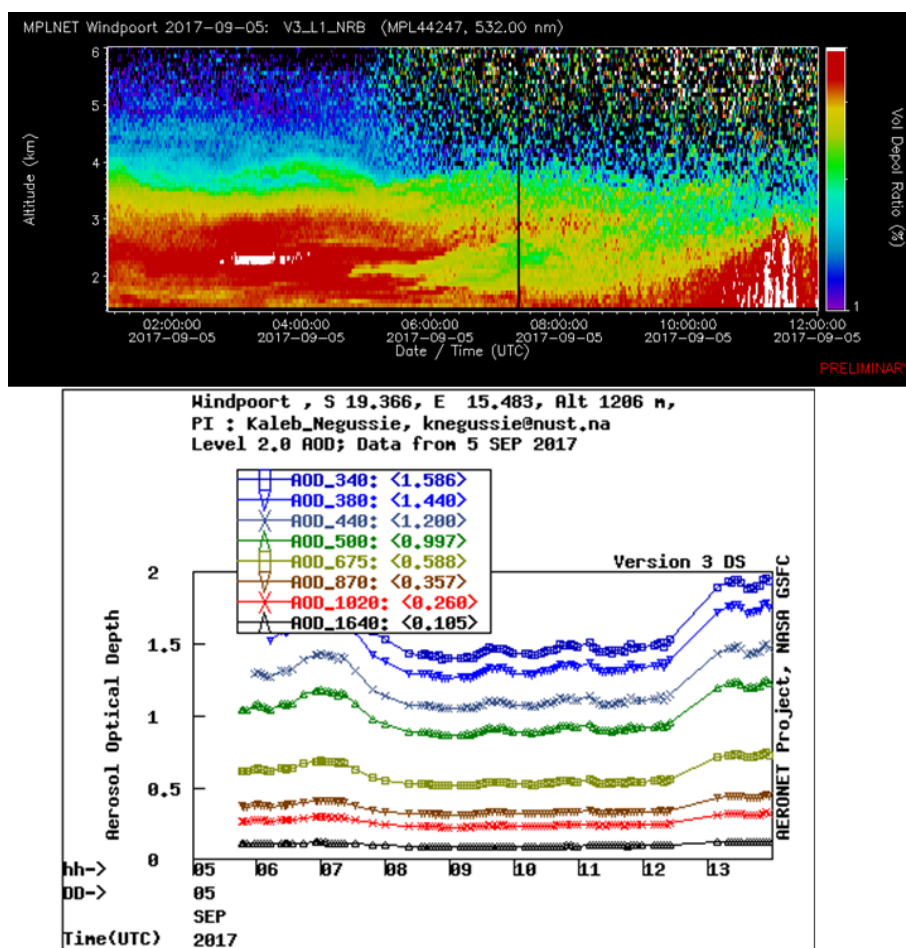 MPLNET Windpoort 2017-09-05: V3_L1_NRB (MPL44247, 532.00 nm)
6
5
4
3
2
Altitude (km)
02:00:00 04:00:00 06:00:00 08:00:00 10:00:00 12:00:00
2017-09-05 2017-09-05 2017-09-05 2017-09-05 2017-09-05 2017-09-05
Date / Time (UTC)
1
Vol Depol Ratio (%)
PRELIMINAR
Windpoort , S 19.366, E 15.483, Alt 1206 m,
PI : Kaleb_Negussie, knegussie@nust.na
Level 2.0 AOD; Data from 5 SEP 2017
AOD_340: <1.586>
AOD_380: <1.440>
AOD_440: <1.200>
AOD_500: <0.997>
AOD_675: <0.588>
AOD_870: <0.357>
AOD_1020: <0.260>
AOD_1640: <0.105>
Version 3 DS
2
1.5
1
0.5
0
Aerosol Optical Depth
AERONET Project, NASA GSFC
hh-> 05 06 07 08 09 10 11 12 13
DD-> 05
SEP
Time(UTC) 2017